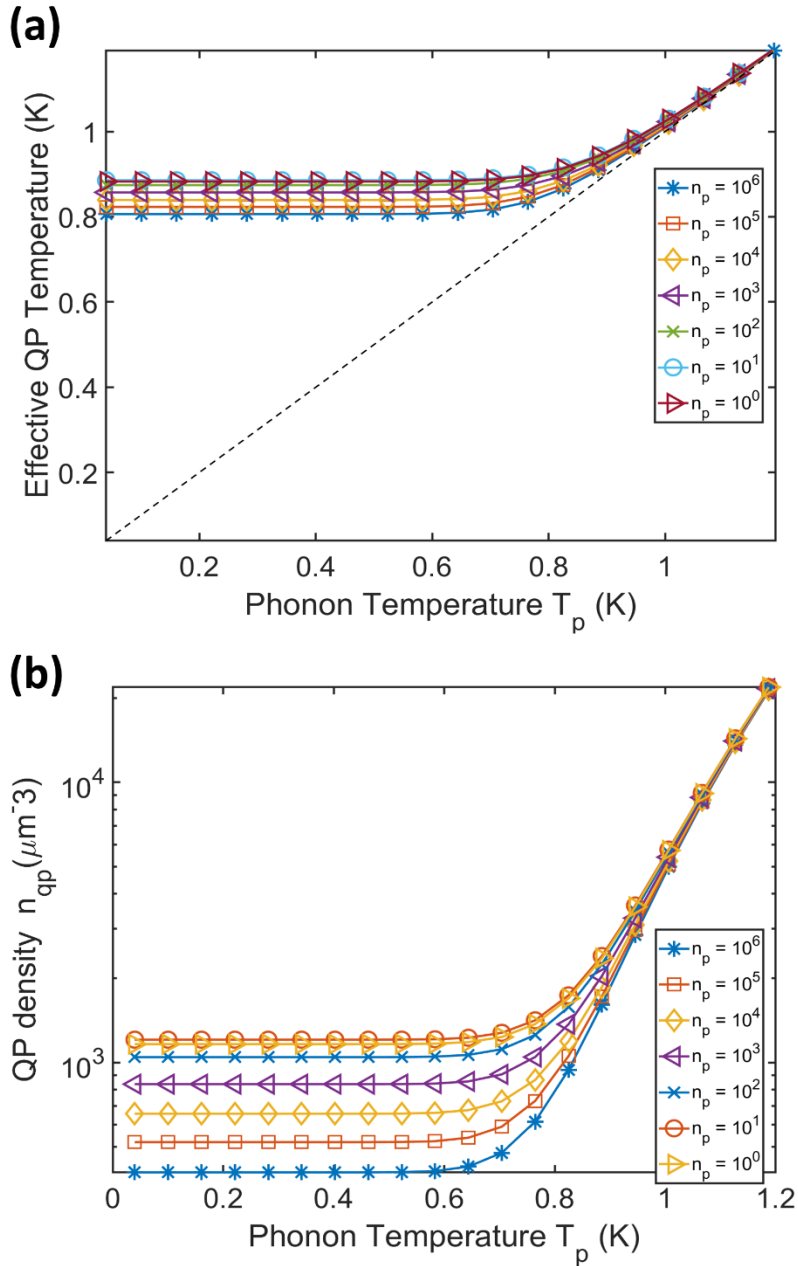 (a)
Effective QP Temperature (K)
1
0.8
0.6
0.4
0.2
n_p = 10^6
n_p = 10^5
n_p = 10^4
n_p = 10^3
n_p = 10^2
n_p = 10^1
n_p = 10^0
0.2 0.4 0.6 0.8 1
Phonon Temperature T_p (K)
(b)
QP density n_qp(μm^-3)
10^4
10^3
n_p = 10^6
n_p = 10^5
n_p = 10^4
n_p = 10^3
n_p = 10^2
n_p = 10^1
n_p = 10^0
0 0.2 0.4 0.6 0.8 1 1.2
Phonon Temperature T_p (K)